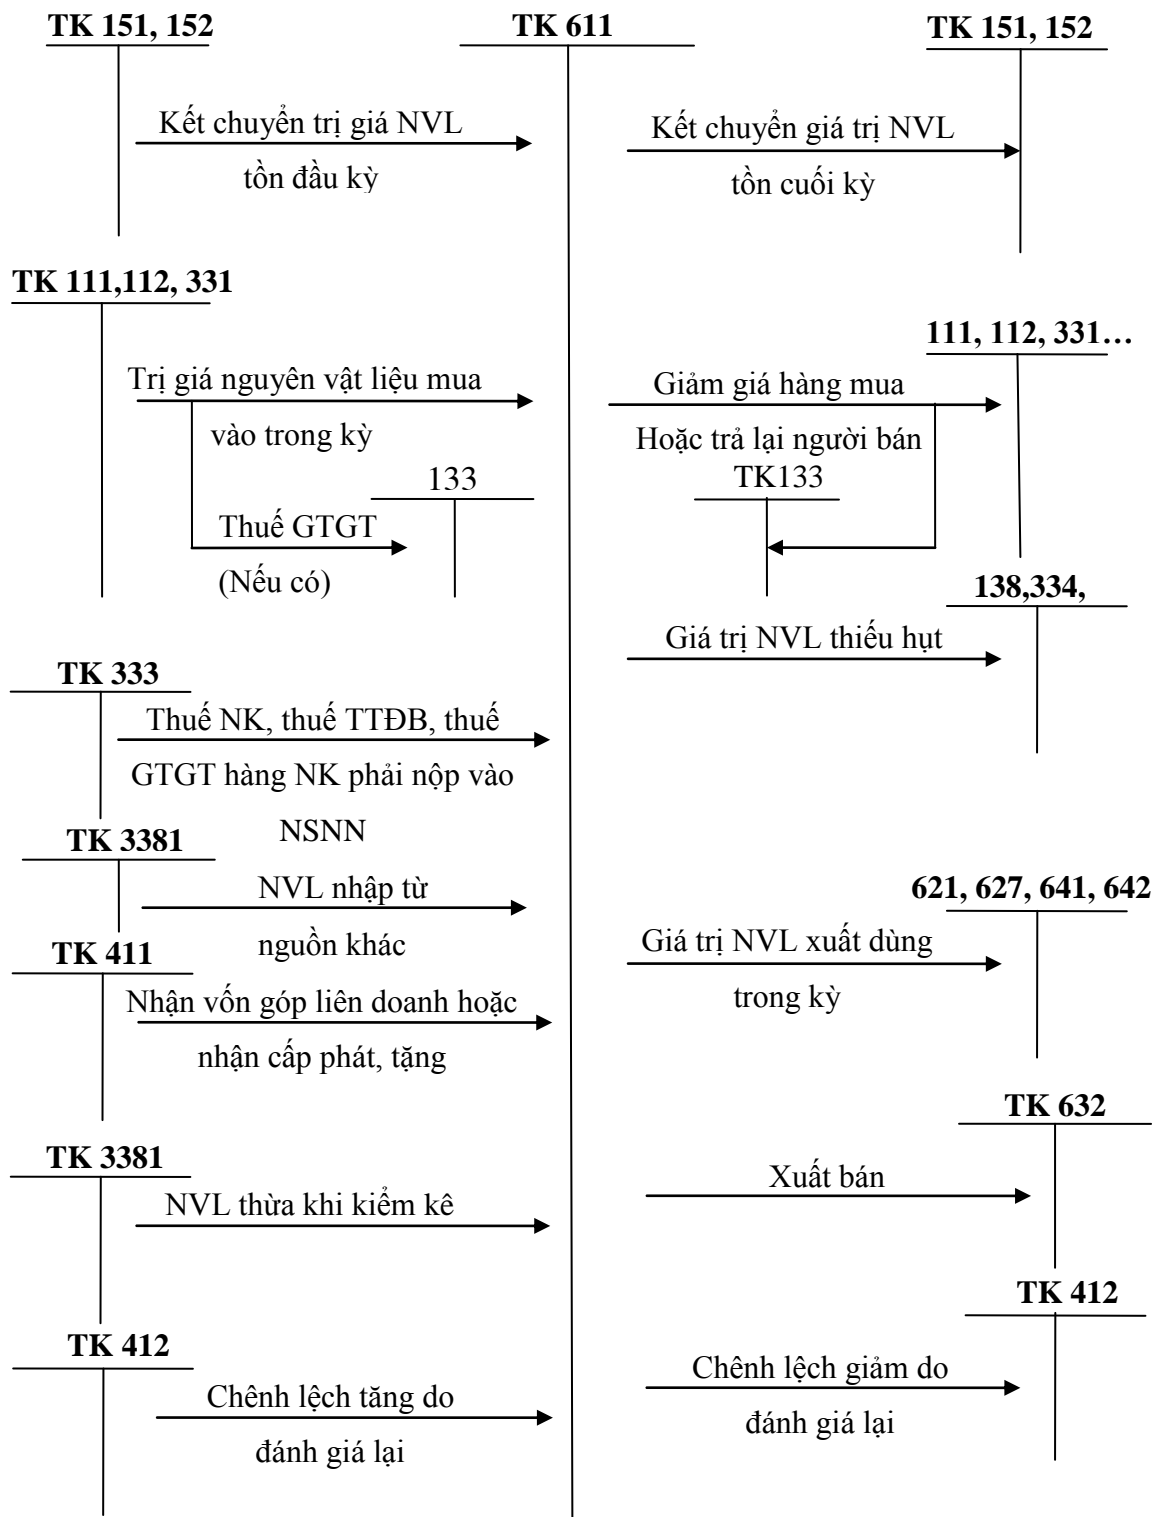 TK 151, 152
TK 611
TK 151, 152
Kết chuyển trị giá NVL
tồn đầu kỳ
Kết chuyển giá trị NVL
tồn cuối kỳ
TK 111,112, 331
111, 112, 331…
Trị giá nguyên vật liệu mua
vào trong kỳ
Giảm giá hàng mua
Hoặc trả lại người bán
133
TK133
Thuế GTGT
(Nếu có)
138,334,
Giá trị NVL thiếu hụt
TK 333
Thuế NK, thuế TTĐB, thuế
GTGT hàng NK phải nộp vào
NSNN
TK 3381
NVL nhập từ
nguồn khác
621, 627, 641, 642
Giá trị NVL xuất dùng
trong kỳ
TK 411
Nhận vốn góp liên doanh hoặc
nhận cấp phát, tặng
TK 632
Xuất bán
TK 3381
NVL thừa khi kiểm kê
TK 412
Chênh lệch giảm do
đánh giá lại
TK 412
Chênh lệch tăng do
đánh giá lại